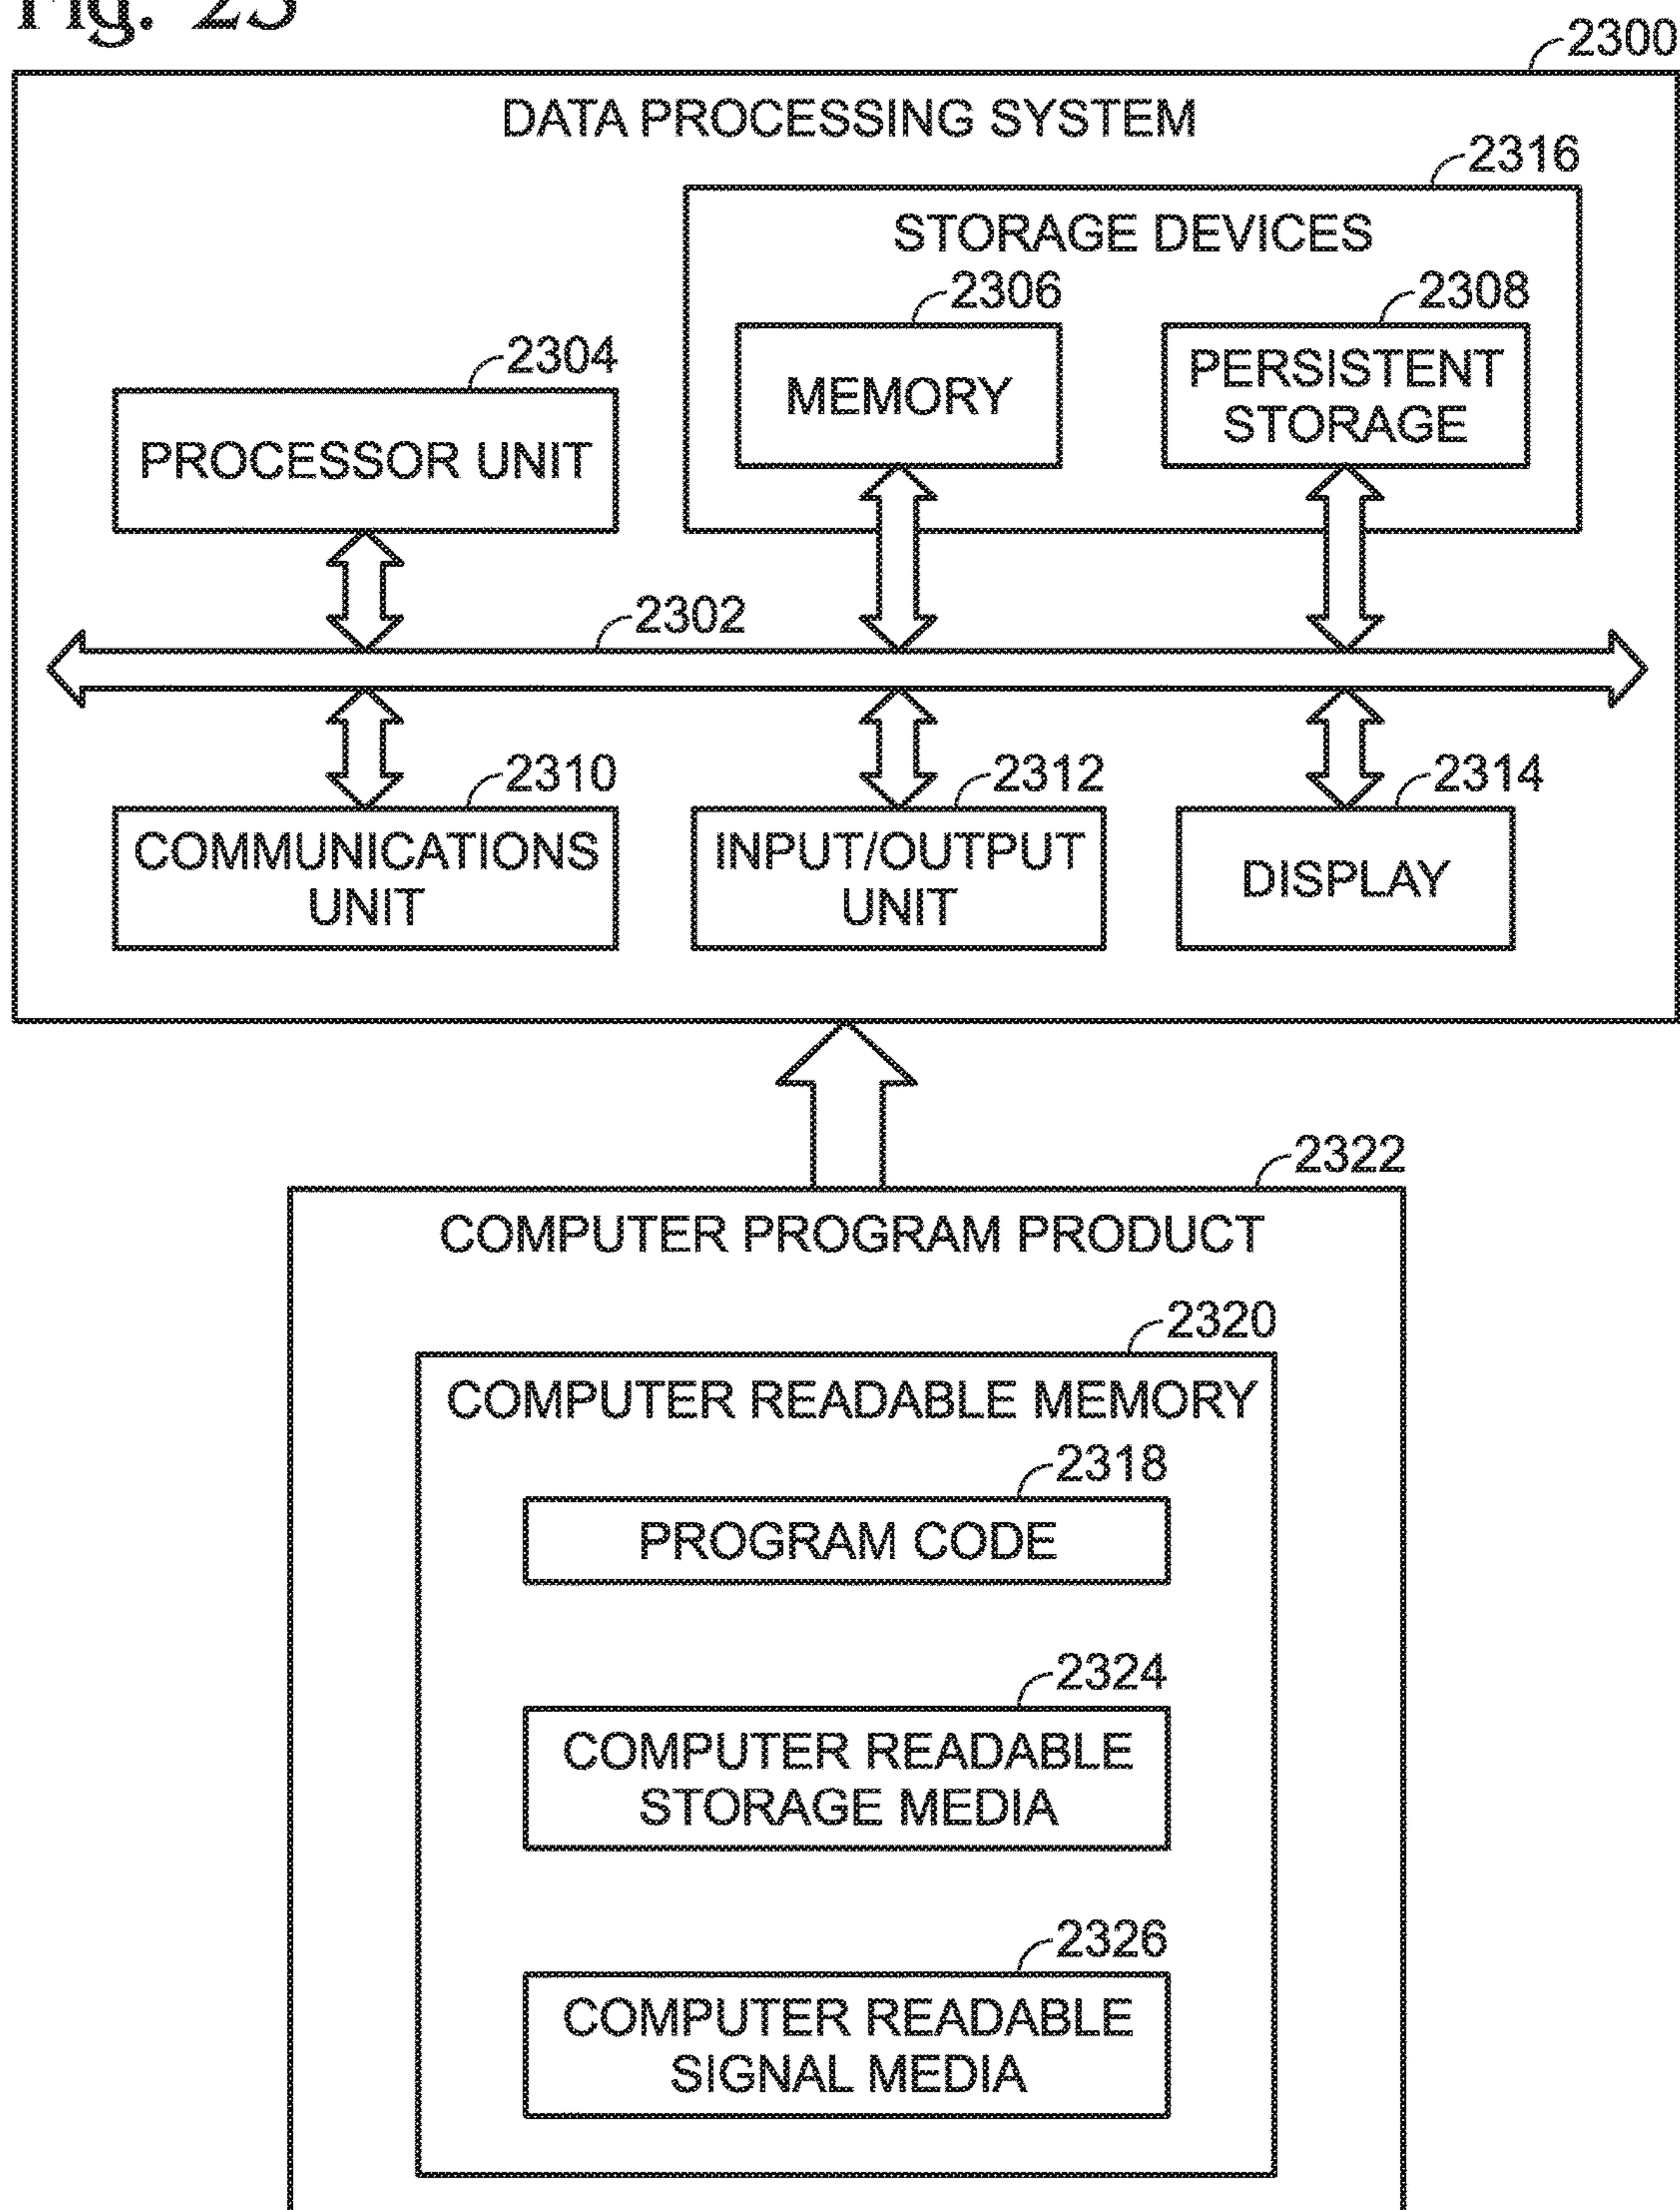 Fig. 23
2300
DATA PROCESSING SYSTEM
2316
STORAGE DEVICES
2306
2308
2304
MEMORY
PERSISTENT
STORAGE
PROCESSOR UNIT
2302
2310
2312
2314
COMMUNICATIONS
UNIT
INPUT/OUTPUT
UNIT
DISPLAY
2322
COMPUTER PROGRAM PRODUCT
2320
COMPUTER READABLE MEMORY
2318
PROGRAM CODE
2324
COMPUTER READABLE
STORAGE MEDIA
2326
COMPUTER READABLE
SIGNAL MEDIA